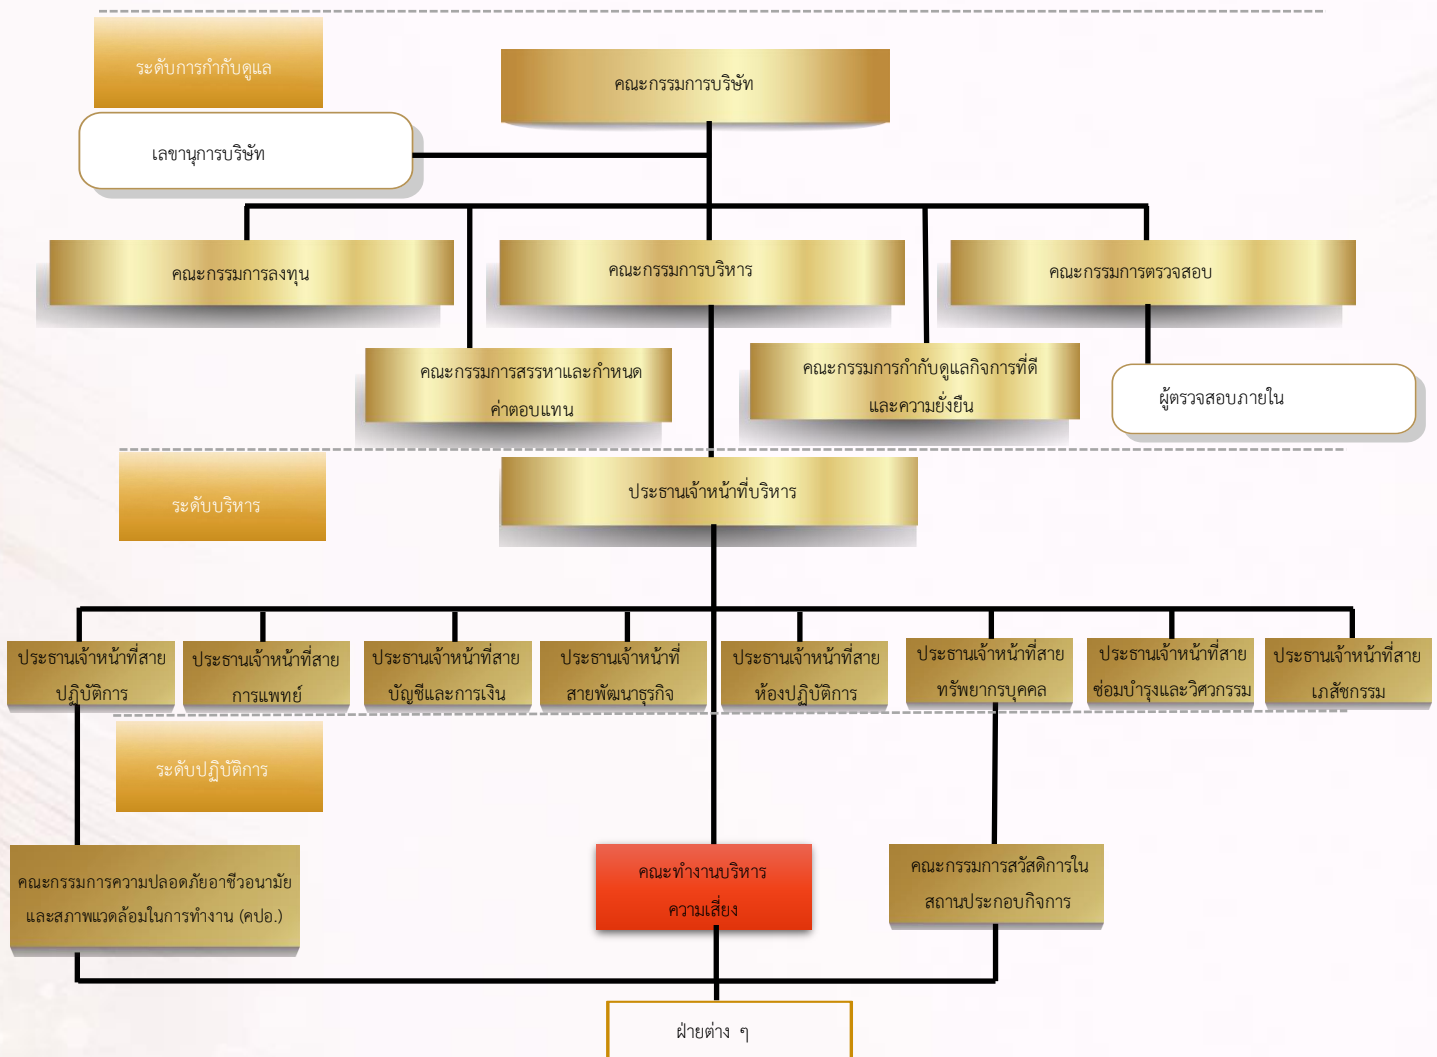 ระดับการกำกับดูแล
คณะกรรมการบริษัท
เลขานุการบริษัท
คณะกรรมการลงทุน
คณะกรรมการบริหาร
คณะกรรมการตรวจสอบ
คณะกรรมการสรรหาและกำหนด
ค่าตอบแทน
คณะกรรมการกำกับดูแลกิจการที่ดี
และความยั่งยืน
ผู้ตรวจสอบภายใน
ระดับบริหาร
ประธานเจ้าหน้าที่บริหาร
ประธานเจ้าหน้าที่สาย
ปฏิบัติการ
ประธานเจ้าหน้าที่สาย
การแพทย์
ประธานเจ้าหน้าที่สาย
บัญชีและการเงิน
ประธานเจ้าหน้าที่
สายพัฒนาธุรกิจ
ประธานเจ้าหน้าที่สาย
ห้องปฏิบัติการ
ประธานเจ้าหน้าที่สาย
ทรัพยากรบุคคล
ประธานเจ้าหน้าที่สาย
ซ่อมบำรุงและวิศวกรรม
ประธานเจ้าหน้าที่สาย
เภสัชกรรม
ระดับปฏิบัติการ
คณะกรรมการความปลอดภัยอาชีวอนามัย
และสภาพแวดล้อมในการทำงาน (คปอ.)
คณะทำงานบริหาร
ความเสี่ยง
คณะกรรมการสวัสดิการใน
สถานประกอบกิจการ
ฝ่ายต่าง ๆ